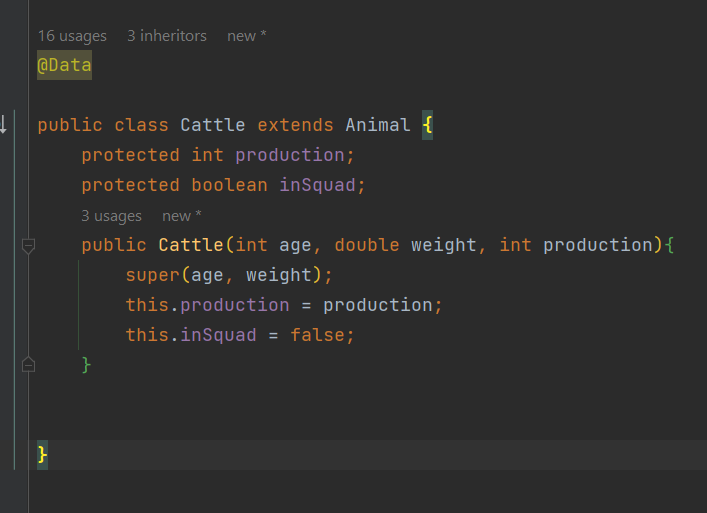 16 usages 3 inheritors new *
@Data
public class Cattle extends Animal {
protected int production;
protected boolean inSquad;
3 usages new *
public Cattle(int age, double weight, int production){
super(age, weight);
this.production = production;
this.inSquad = false;
}
}